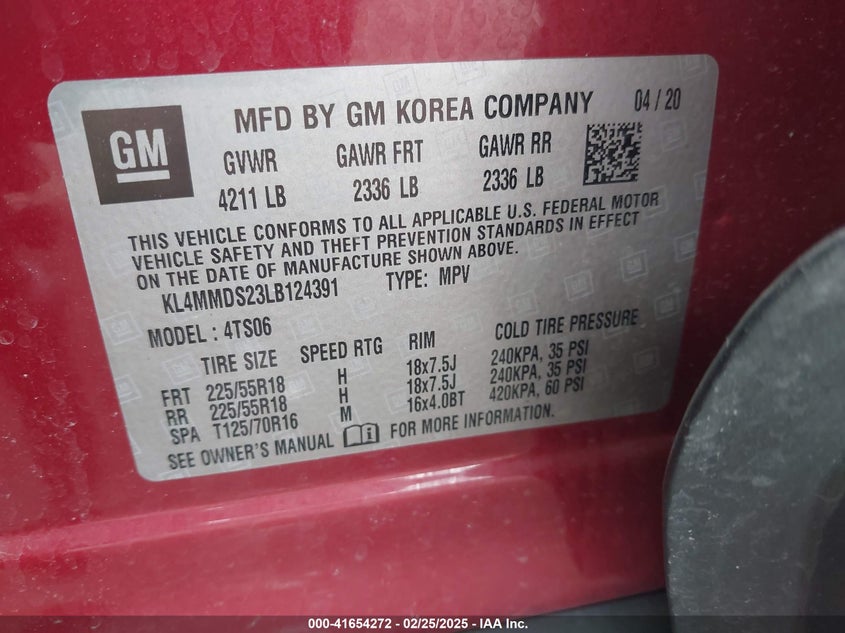 GM
MFD BY GM KOREA COMPANY 04 / 20
GVWR GAWR FRT GAWR RR
4211 LB 2336 LB 2336 LB
THIS VEHICLE CONFORMS TO ALL APPLICABLE U.S. FEDERAL MOTOR
VEHICLE SAFETY AND THEFT PREVENTION STANDARDS IN EFFECT
ON THE DATE OF MANUFACTURE SHOWN ABOVE.
KL4MMDS23LB124391 TYPE: MPV
MODEL : 4TS06
TIRE SIZE SPEED RTG RIM COLD TIRE PRESSURE
FRT 225/55R18 H 18x7.5J 240KPA, 35 PSI
RR 225/55R18 H 18x7.5J 240KPA, 35 PSI
SPA T125/70R16 M 16x4.0BT 420KPA, 60 PSI
SEE OWNER'S MANUAL FOR MORE INFORMATION.
000-41654272 - 02/25/2025 - IAA Inc.